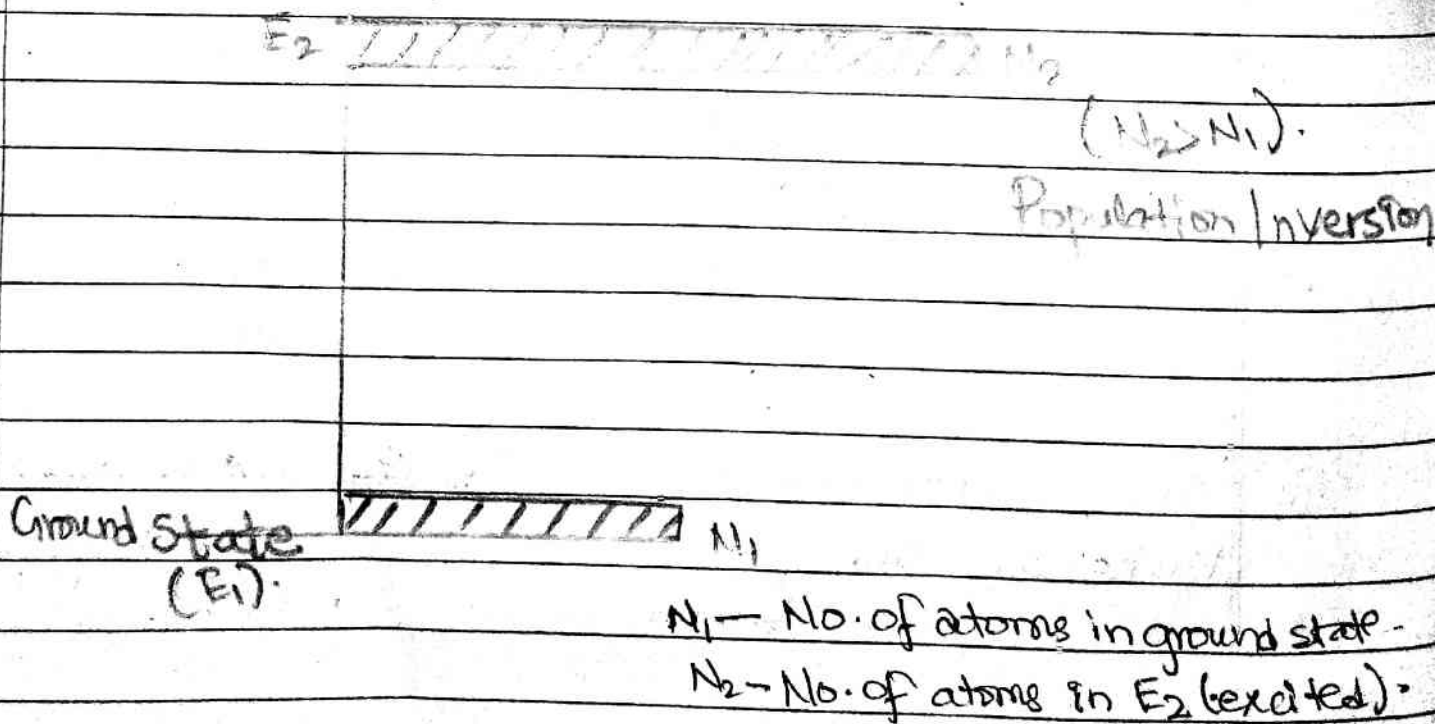 E₂
N₂
(N₂>N₁).
Population Inversion
Ground State
(E₁).
N₁
N₁ — No. of atoms in ground state.
N₂ - No. of atoms in E₂ (excited).